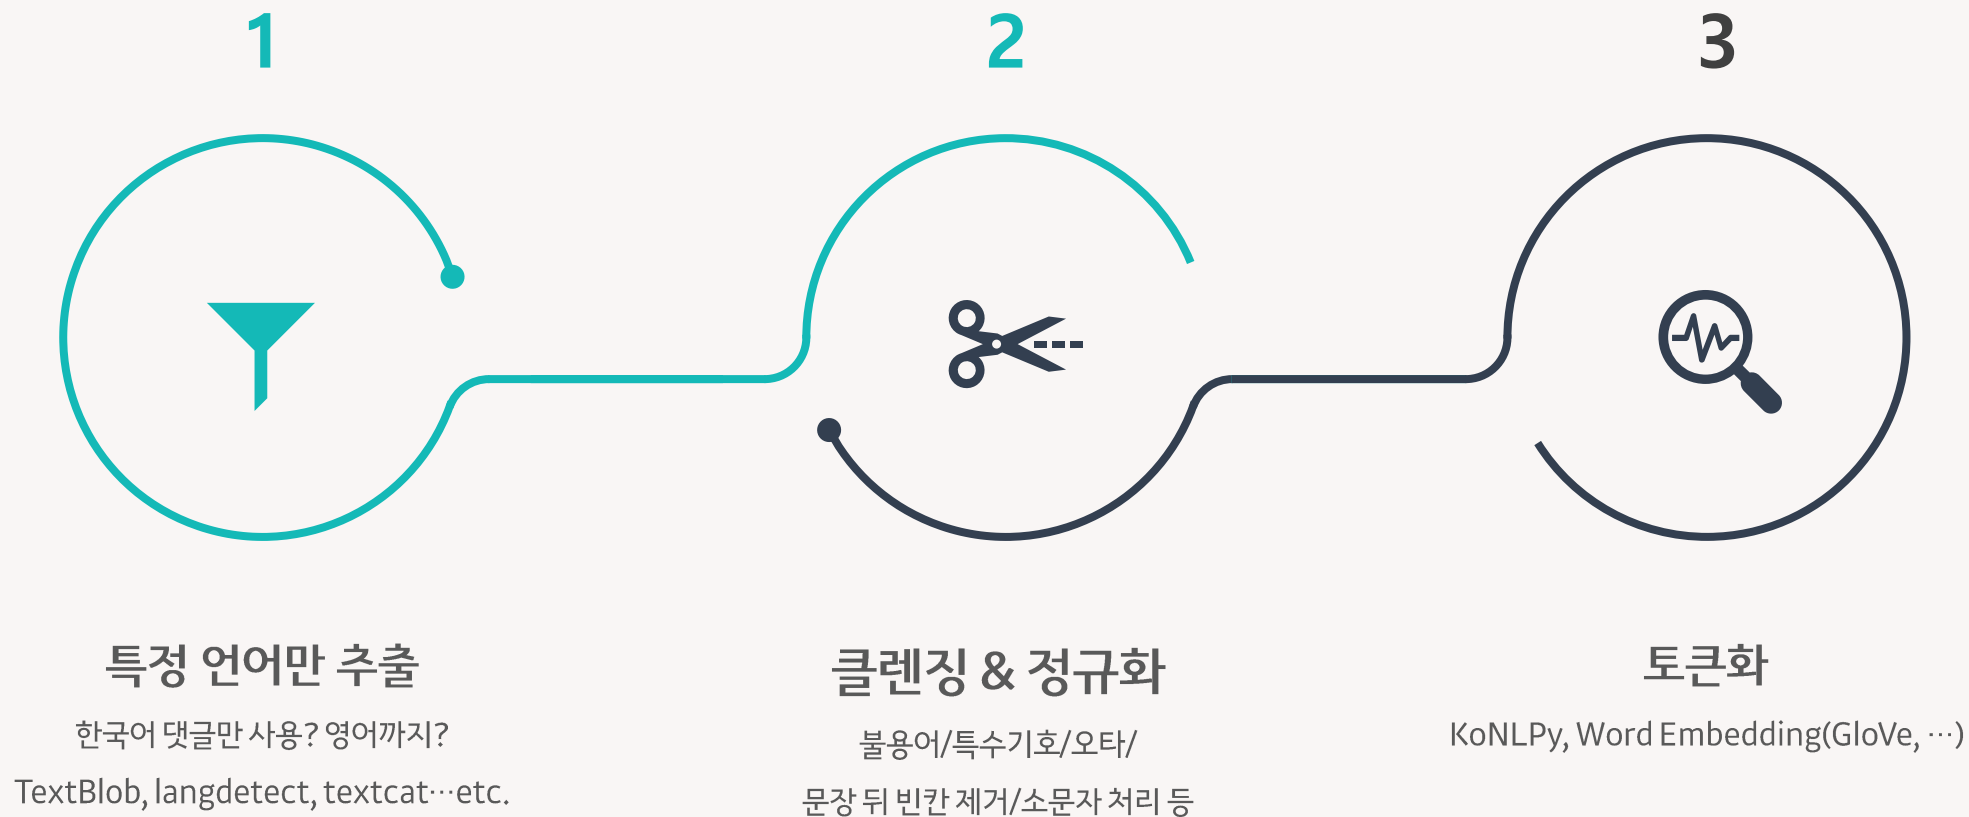 1
특정 언어만 추출
한국어 댓글만 사용? 영어까지?
TextBlob, langdetect, textcat…etc.
2
클렌징 & 정규화
불용어/특수기호/오타/
문장 뒤 빈칸 제거/소문자 처리 등
3
토큰화
KoNLPy, Word Embedding(GloVe, …)